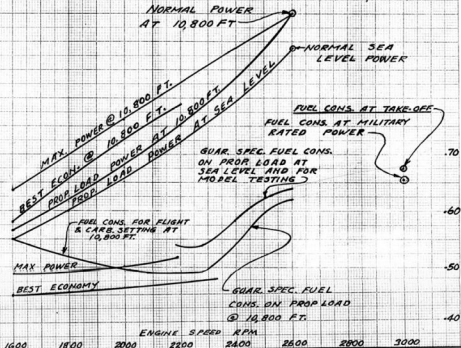 NORMAL POWER
AT 10,800 FT
NORMAL SEA
LEVEL POWER
MAX. POWER @ 10,800 FT.
BEST ECON. @ 10,800 FT.
PROP. LOAD POWER AT 10,800 FT.
PROP. LOAD POWER AT SEA LEVEL
FUEL CONS. AT TAKE-OFF
FUEL CONS. AT MILITARY
RATED POWER
GUAR. SPEC. FUEL CONS.
ON PROP. LOAD AT
SEA LEVEL AND FOR
MODEL TESTING
.70
.60
.50
.40
FUEL CONS. FOR FLIGHT
& CARB. SETTING AT
10,800 FT.
MAX POWER
BEST ECONOMY
GUAR. SPEC. FUEL
CONS. ON PROP LOAD
@ 10,800 FT.
ENGINE SPEED RPM
1600 1800 2000 2200 2400 2600 3000